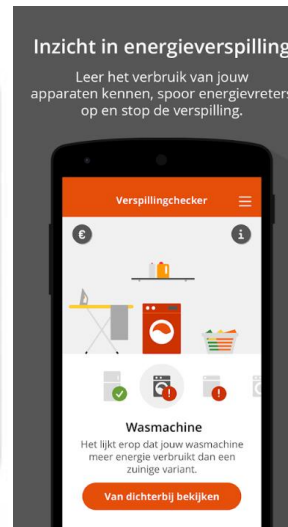 Inzicht in energieverspilling
Leer het verbruik van jouw
apparaten kennen, spoor energievreters
op en stop de verspilling.
Verspillingchecker
€
i
Wasmachine
Het lijkt erop dat jouw wasmachine
meer energie verbruikt dan een
zuinige variant.
Van dichterbij bekijken